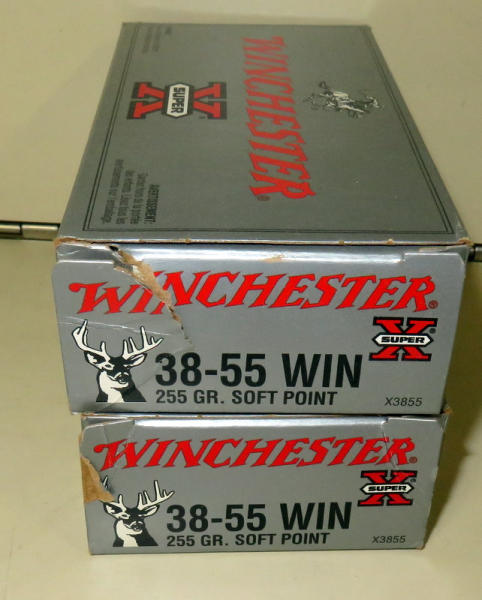 WINCHESTER®
SUPER
X
AVERTISSEMENT:
WINCHESTER®
SUPER
X
38-55 WIN
255 GR. SOFT POINT
X3855
WINCHESTER®
SUPER
X
38-55 WIN
255 GR. SOFT POINT
X3855